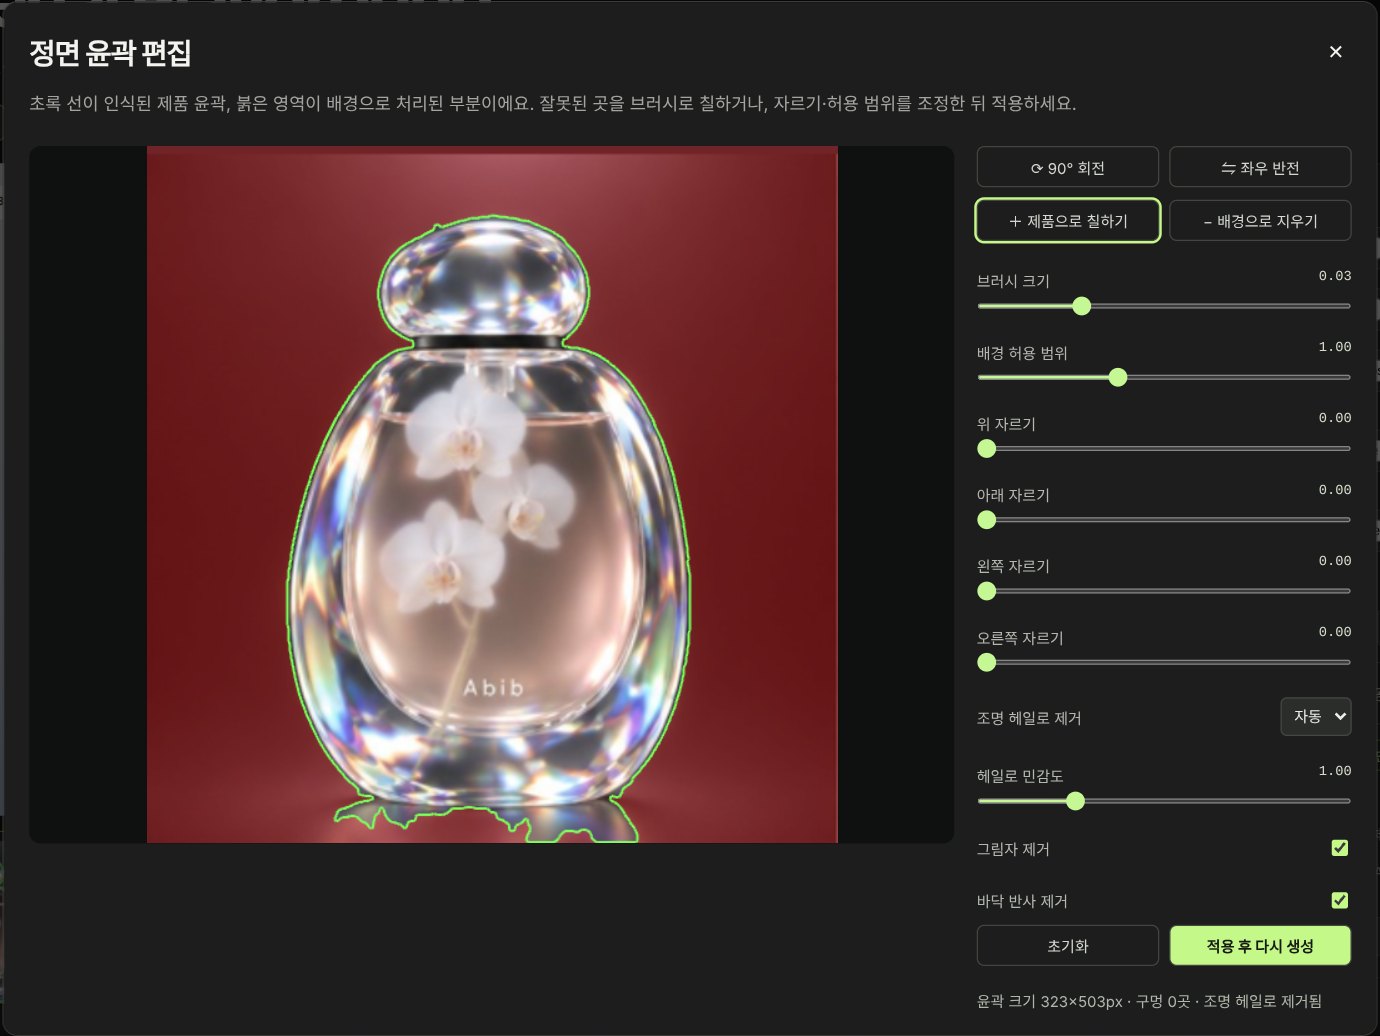 정면 윤곽 편집
✕
초록 선이 인식된 제품 윤곽, 붉은 영역이 배경으로 처리된 부분이에요. 잘못된 곳을 브러시로 칠하거나, 자르기·허용 범위를 조정한 뒤 적용하세요.
⟳ 90° 회전
⇋ 좌우 반전
+ 제품으로 칠하기
− 배경으로 지우기
브러시 크기 0.03
배경 허용 범위 1.00
위 자르기 0.00
아래 자르기 0.00
왼쪽 자르기 0.00
오른쪽 자르기 0.00
Abib
조명 헤일로 제거 자동
헤일로 민감도 1.00
그림자 제거
바닥 반사 제거
초기화
적용 후 다시 생성
윤곽 크기 323×503px · 구멍 0곳 · 조명 헤일로 제거됨